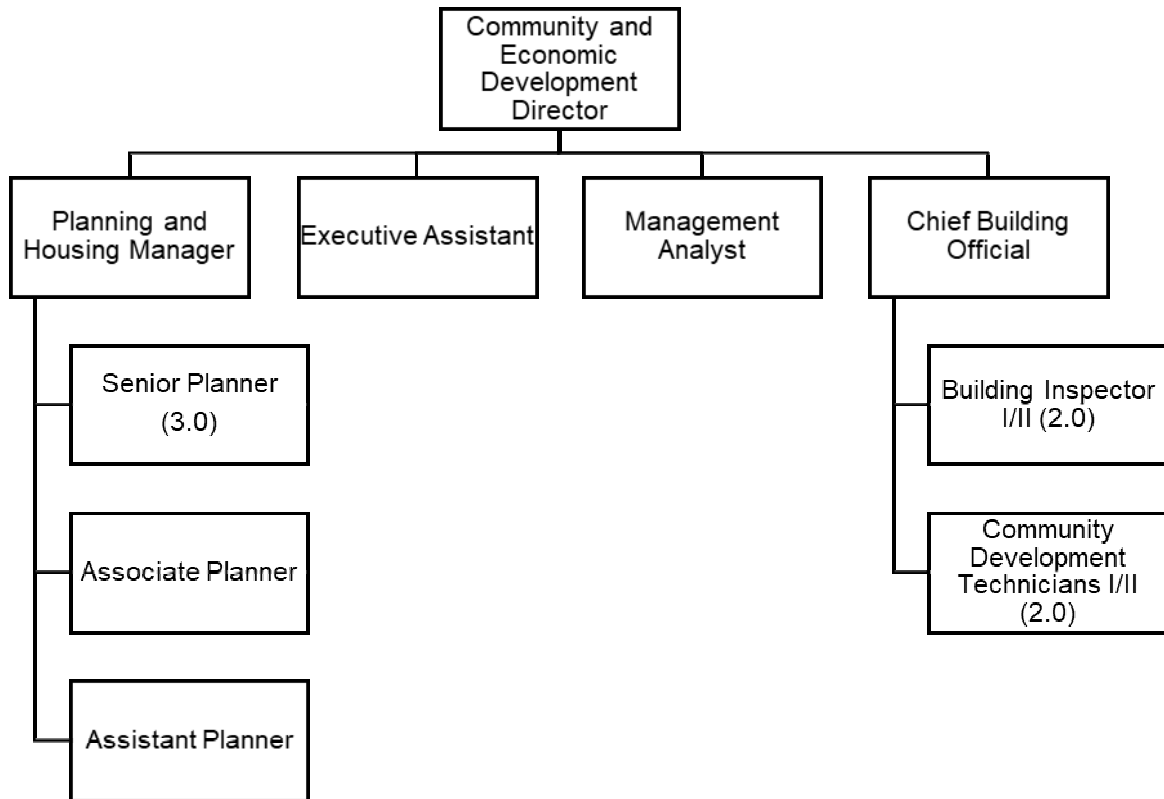 Community and
Economic
Development
Director
Planning and
Housing Manager
Executive Assistant
Management
Analyst
Chief Building
Official
Senior Planner
(3.0)
Associate Planner
Assistant Planner
Building Inspector
I/II (2.0)
Community
Development
Technicians I/II
(2.0)